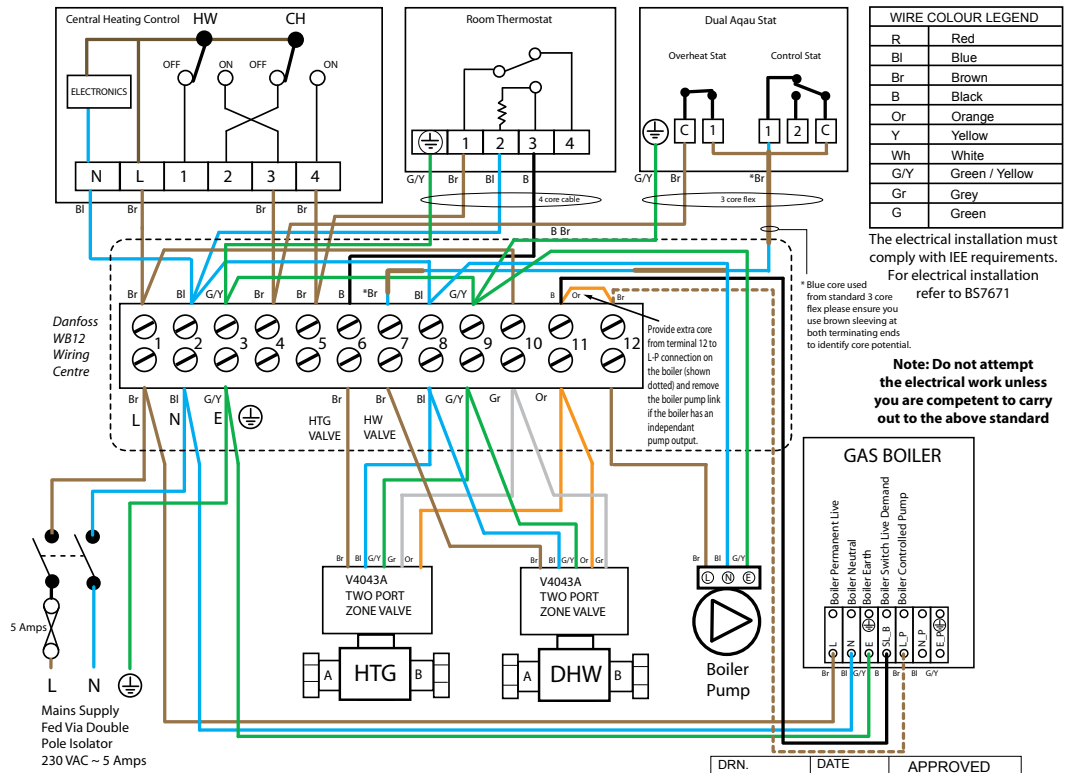 Central Heating Control
HW
CH
OFF
ON
OFF
ON
ELECTRONICS
N
L
1
2
3
4
Bl
Br
Br
Br
Room Thermostat
1
2
3
4
G/Y
Br
Bl
B
4 core cable
Dual Aqau Stat
Overheat Stat
Control Stat
C
1
1
2
C
G/Y
Br
*Br
3 core flex
B Br
WIRE COLOUR LEGEND
R Red
Bl Blue
Br Brown
B Black
Or Orange
Y Yellow
Wh White
G/Y Green / Yellow
Gr Grey
G Green
The electrical installation must
comply with IEE requirements.
For electrical installation
refer to BS7671
* Blue core used
from standard 3 core
flex please ensure you
use brown sleeving at
both terminating ends
to identify core potential.
Note: Do not attempt
the electrical work unless
you are competent to carry
out to the above standard
Br
Bl
G/Y
Br
Br
B
*Br
Bl
G/Y
Br
B
Or
Br
Danfoss
WB12
Wiring
Centre
1
2
3
4
5
6
7
8
9
10
11
12
Provide extra core
from terminal 12 to
L-P connection on
the boiler (shown
dotted) and remove
the boiler pump link
if the boiler has an
independant
pump output.
Br
Bl
G/Y
Br
Br
Bl
G/Y
Gr
Or
L
N
E
HTG
VALVE
HW
VALVE
5 Amps
L
N
Mains Supply
Fed Via Double
Pole Isolator
230 VAC ~ 5 Amps
Br
Bl
G/Y
Gr
Or
V4043A
TWO PORT
ZONE VALVE
A
HTG
B
Br
Bl
G/Y
Or
Gr
V4043A
TWO PORT
ZONE VALVE
A
DHW
B
Br
Bl
G/Y
L
N
E
Boiler
Pump
GAS BOILER
Boiler Permanent Live
Boiler Neutral
Boiler Earth
Boiler Switch Live Demand
Boiler Controlled Pump
L
N
E
SL_B
L_P
N_P
E_P
Br
Bl
G/Y
B
Br
Bl
G/Y
DRN.
DATE
APPROVED